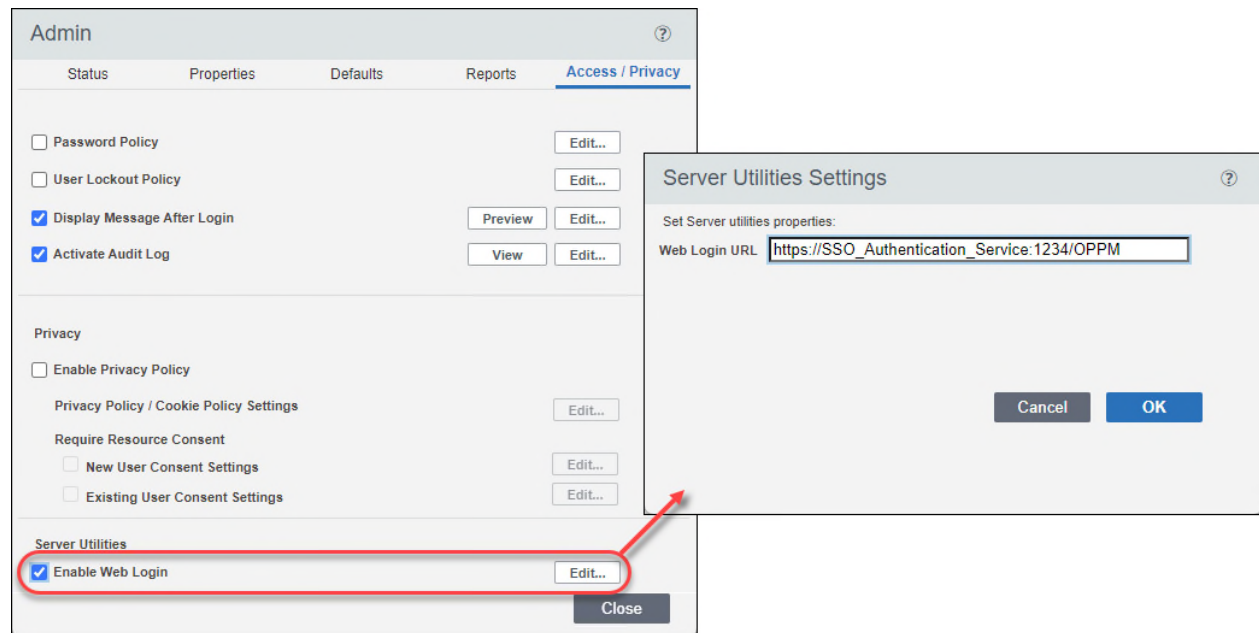 Admin ?
Status Properties Defaults Reports Access / Privacy
Password Policy Edit...
User Lockout Policy Edit...
Display Message After Login Preview Edit...
Activate Audit Log View Edit...
Privacy
Enable Privacy Policy
Privacy Policy / Cookie Policy Settings Edit...
Require Resource Consent
New User Consent Settings Edit...
Existing User Consent Settings Edit...
Server Utilities
Enable Web Login Edit...
Close
Server Utilities Settings ?
Set Server utilities properties:
Web Login URL https://SSO_Authentication_Service:1234/OPPM
Cancel OK